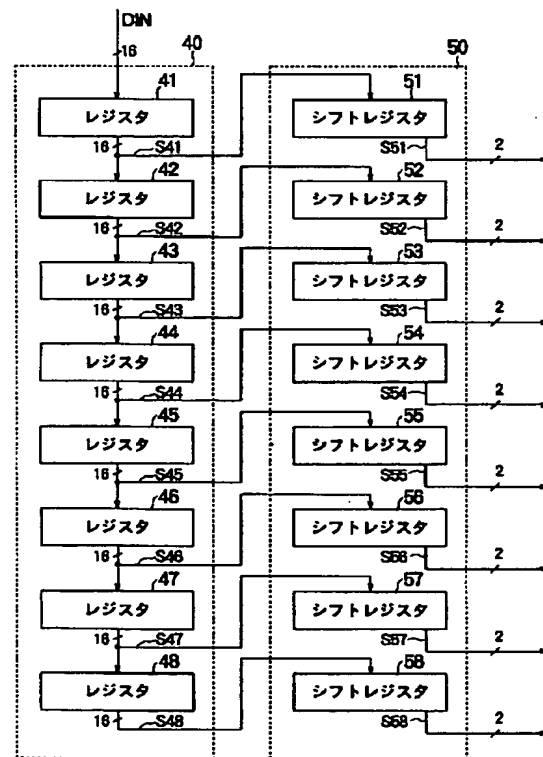 DIN
16
40
50
41
レジスタ
51
シフトレジスタ
16
S41
S51
2
42
レジスタ
52
シフトレジスタ
16
S42
S52
2
43
レジスタ
53
シフトレジスタ
16
S43
S53
2
44
レジスタ
54
シフトレジスタ
16
S44
S54
2
45
レジスタ
55
シフトレジスタ
16
S45
S55
2
46
レジスタ
56
シフトレジスタ
16
S46
S56
2
47
レジスタ
57
シフトレジスタ
16
S47
S57
2
48
レジスタ
58
シフトレジスタ
16
S48
S58
2